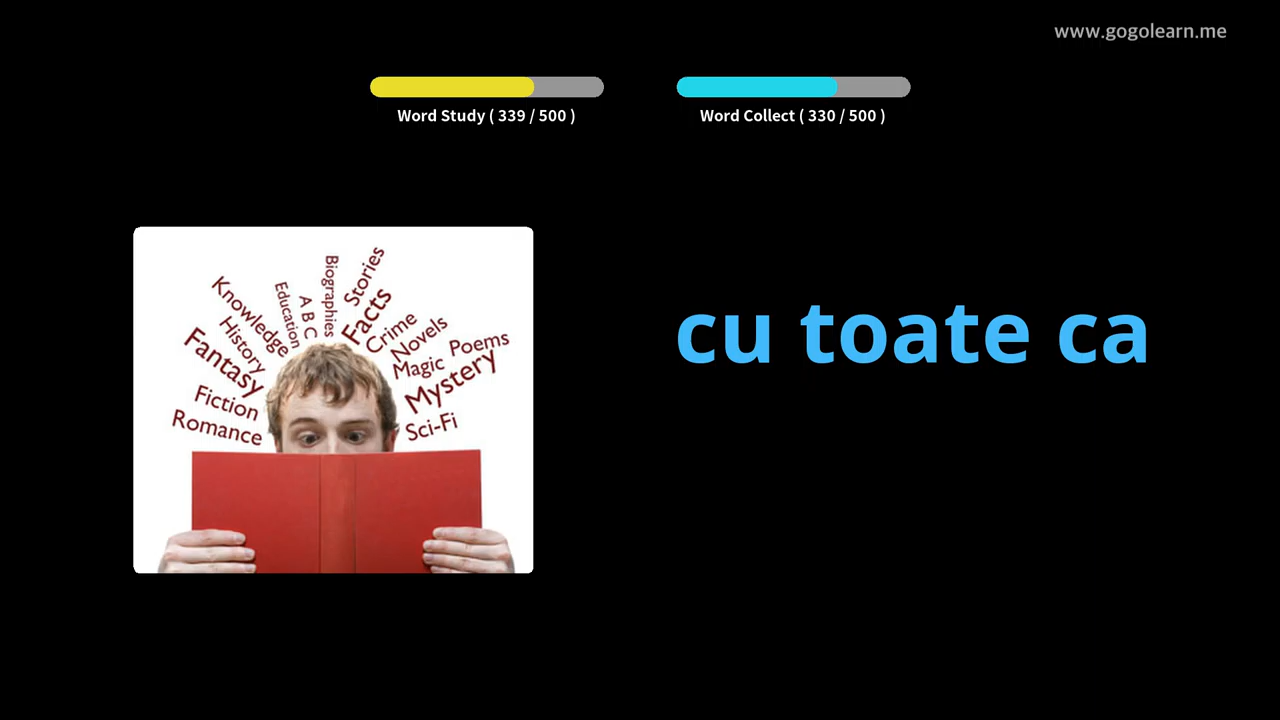 www.gogolearn.me
Word Study ( 339 / 500 )
Word Collect ( 330 / 500 )
Knowledge
History
Fantasy
Fiction
Romance
Education
A B C
Biographies
Stories
Facts
Crime
Novels
Magic
Poems
Mystery
Sci-Fi
cu toate ca